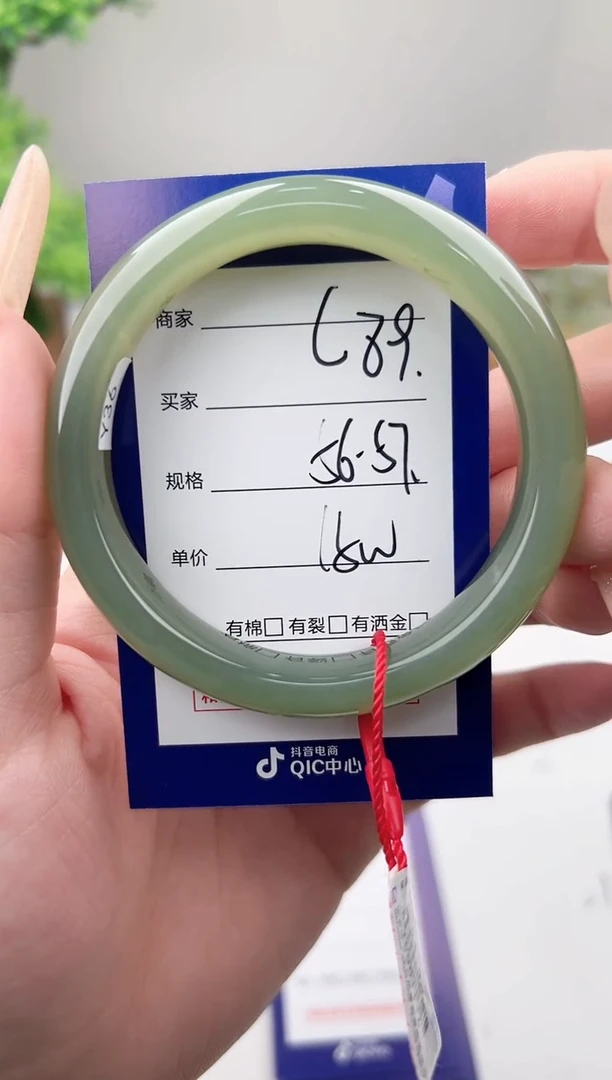 商家 L89.
买家
规格 56-57.
单价 16w
有棉□ 有裂□ 有洒金□
抖音电商
QIC中心